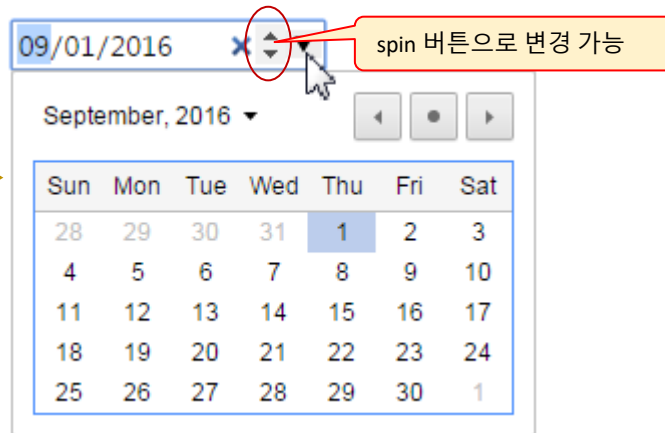 09/01/2016
spin 버튼으로 변경 가능
September, 2016
Sun Mon Tue Wed Thu Fri Sat
28 29 30 31 1 2 3
4 5 6 7 8 9 10
11 12 13 14 15 16 17
18 19 20 21 22 23 24
25 26 27 28 29 30 1